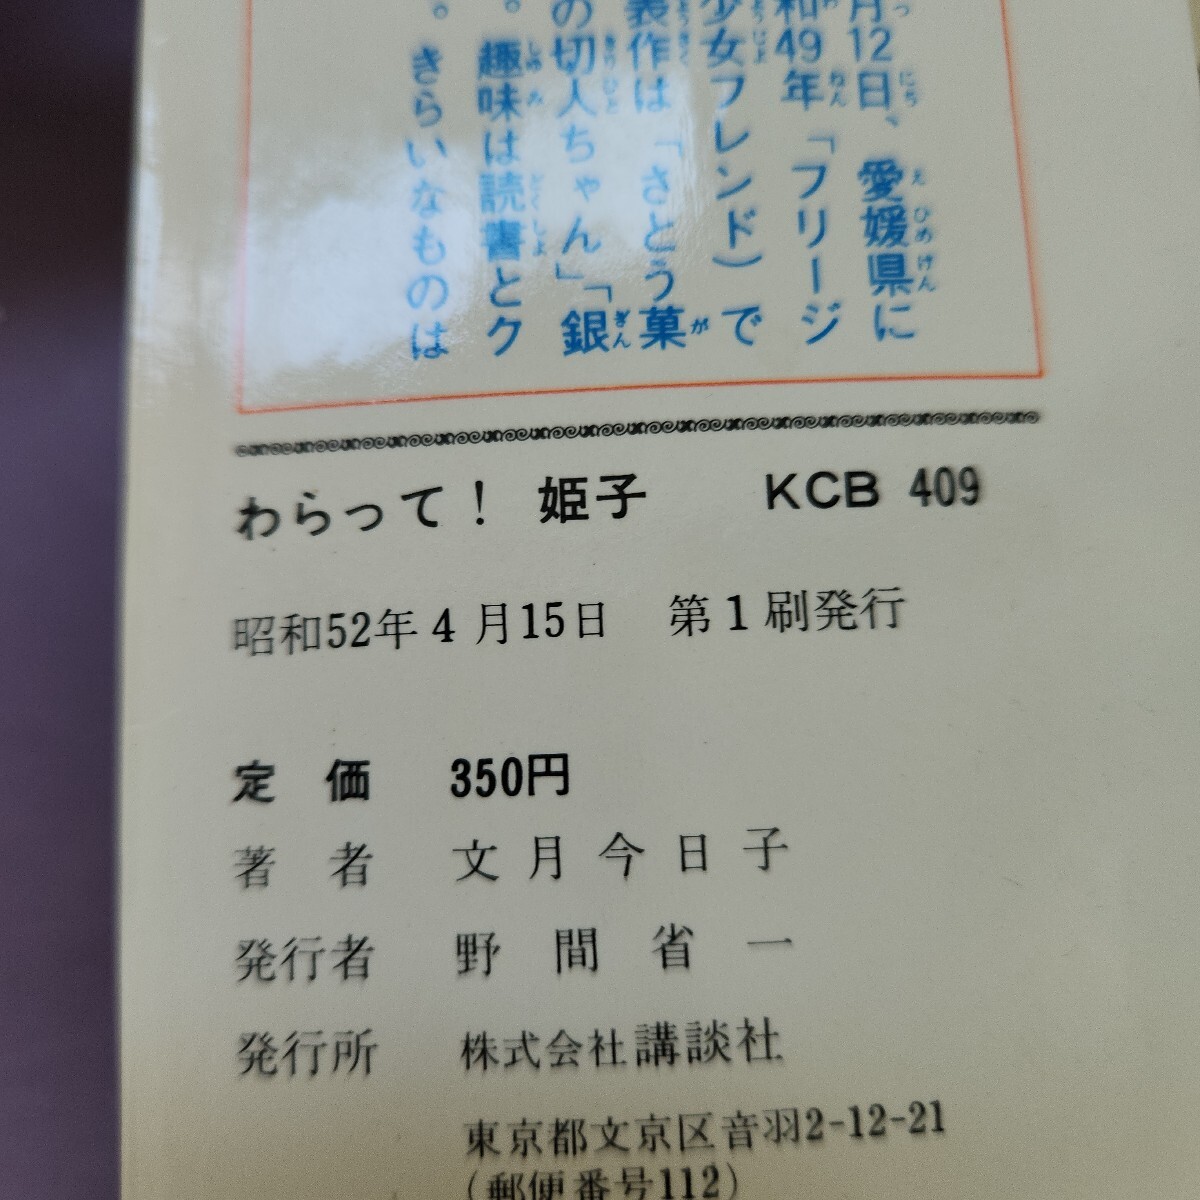 月12日、愛媛県に
和49年「フリージ
少女フレンド)で
表作は「さとう菓
の切人ちゃん」「銀
。趣味は読書とク
。きらいなものは
わらって! 姫子 KCB 409
昭和52年4月15日 第1刷発行
定 価 350円
著 者 文月今日子
発行者 野間省一
発行所 株式会社講談社
東京都文京区音羽2-12-21
(郵便番号112)